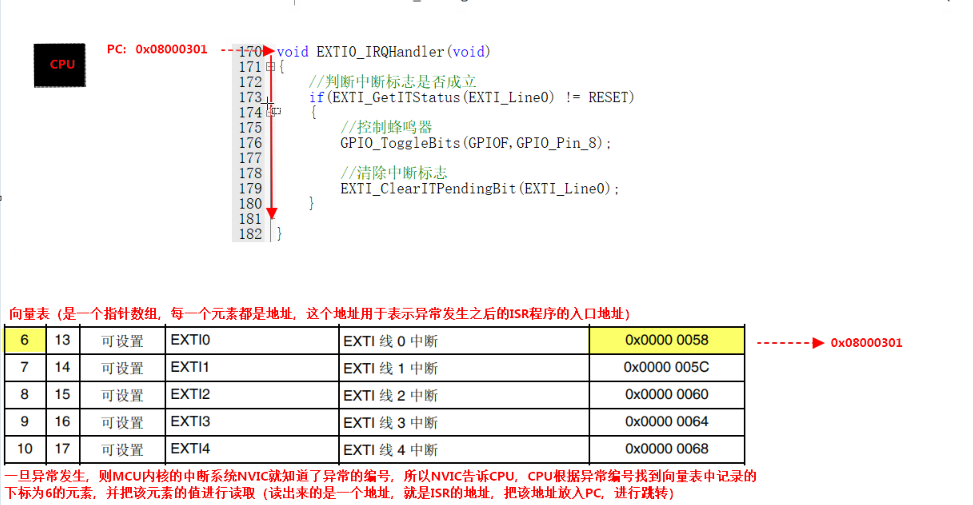 CPU
PC: 0x08000301
170 void EXTI0_IRQHandler(void)
171 {
172 //判断中断标志是否成立
173 if(EXTI_GetITStatus(EXTI_Line0) != RESET)
174 {
175 //控制蜂鸣器
176 GPIO_ToggleBits(GPIOF,GPIO_Pin_8);
177
178 //清除中断标志
179 EXTI_ClearITPendingBit(EXTI_Line0);
180 }
181
182 }
向量表（是一个指针数组，每一个元素都是地址，这个地址用于表示异常发生之后的ISR程序的入口地址）
6 13 可设置 EXTI0 EXTI 线 0 中断 0x0000 0058 0x08000301
7 14 可设置 EXTI1 EXTI 线 1 中断 0x0000 005C
8 15 可设置 EXTI2 EXTI 线 2 中断 0x0000 0060
9 16 可设置 EXTI3 EXTI 线 3 中断 0x0000 0064
10 17 可设置 EXTI4 EXTI 线 4 中断 0x0000 0068
一旦异常发生，则MCU内核的中断系统NVIC就知道了异常的编号，所以NVIC告诉CPU，CPU根据异常编号找到向量表中记录的
下标为6的元素，并把该元素的值进行读取（读出来的是一个地址，就是ISR的地址，把该地址放入PC，进行跳转）